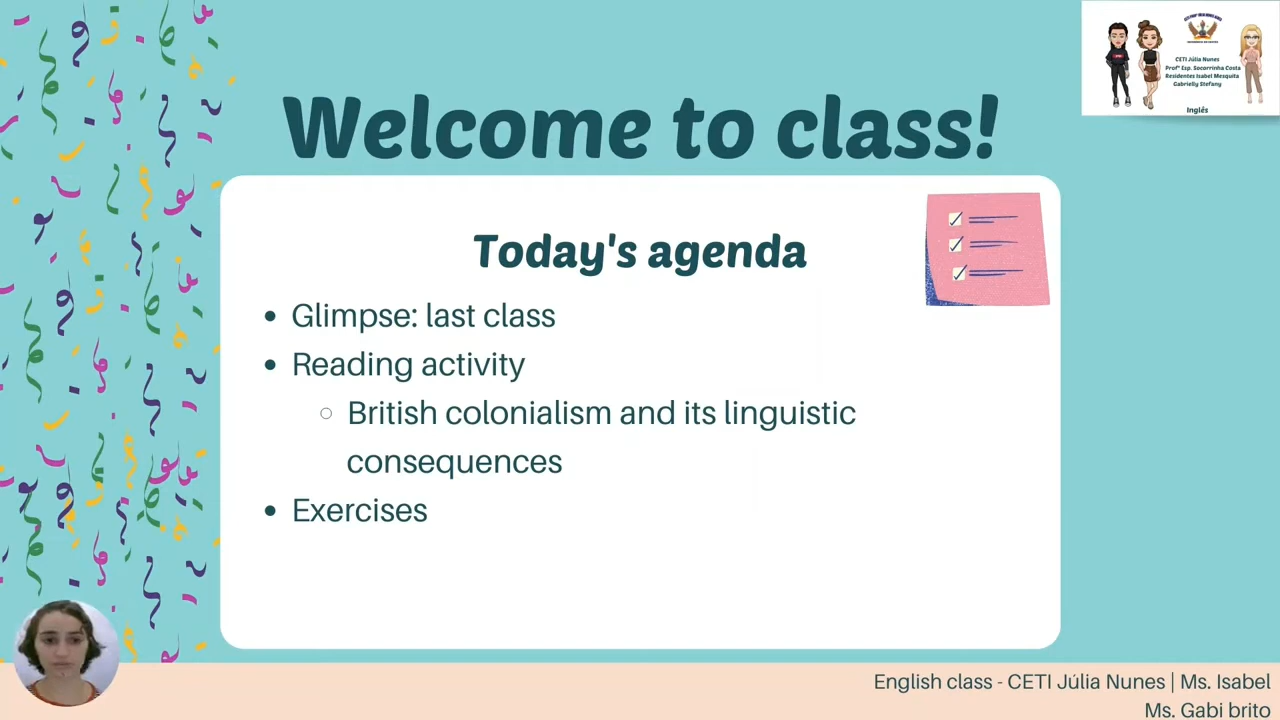 CETI Júlia Nunes
Profª Esp. Socorrinha Costa
Residentes Isabel Mesquita
Gabrielly Stefany
Inglês
Welcome to class!
Today's agenda
• Glimpse: last class
• Reading activity
○ British colonialism and its linguistic
consequences
• Exercises
English class - CETI Júlia Nunes | Ms. Isabel
Ms. Gabi brito